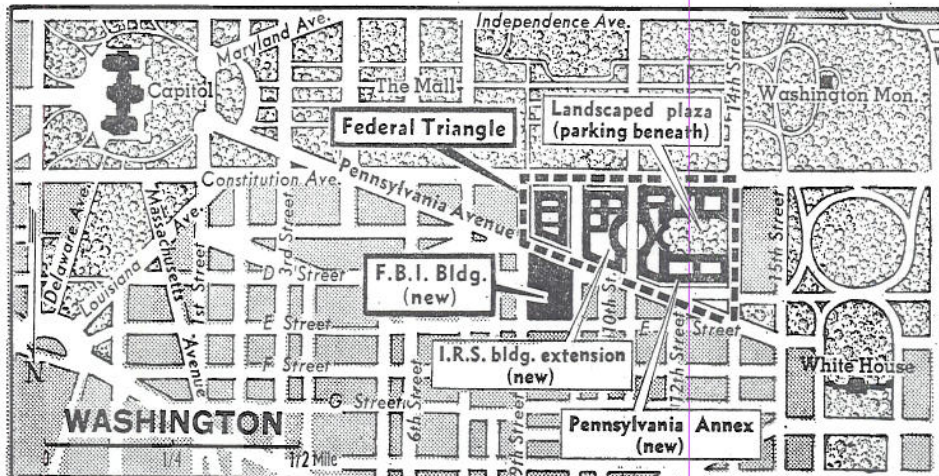 Maryland Ave.
Independence Ave.
14th Street
Capitol
The Mall
Washington Mon.
Landscaped plaza
(parking beneath)
Federal Triangle
Pennsylvania Avenue
Constitution Ave.
Delaware Ave.
Massachusetts
Avenue
Louisiana Ave.
1st Street
3rd Street
15th Street
D Street
F.B.I. Bldg.
(new)
10th St.
E Street
E Street
12th Street
F Street
I.R.S. bldg. extension
(new)
White House
N
G Street
6th Street
9th Street
Pennsylvania Annex
(new)
WASHINGTON
1/4
1/2 Mile